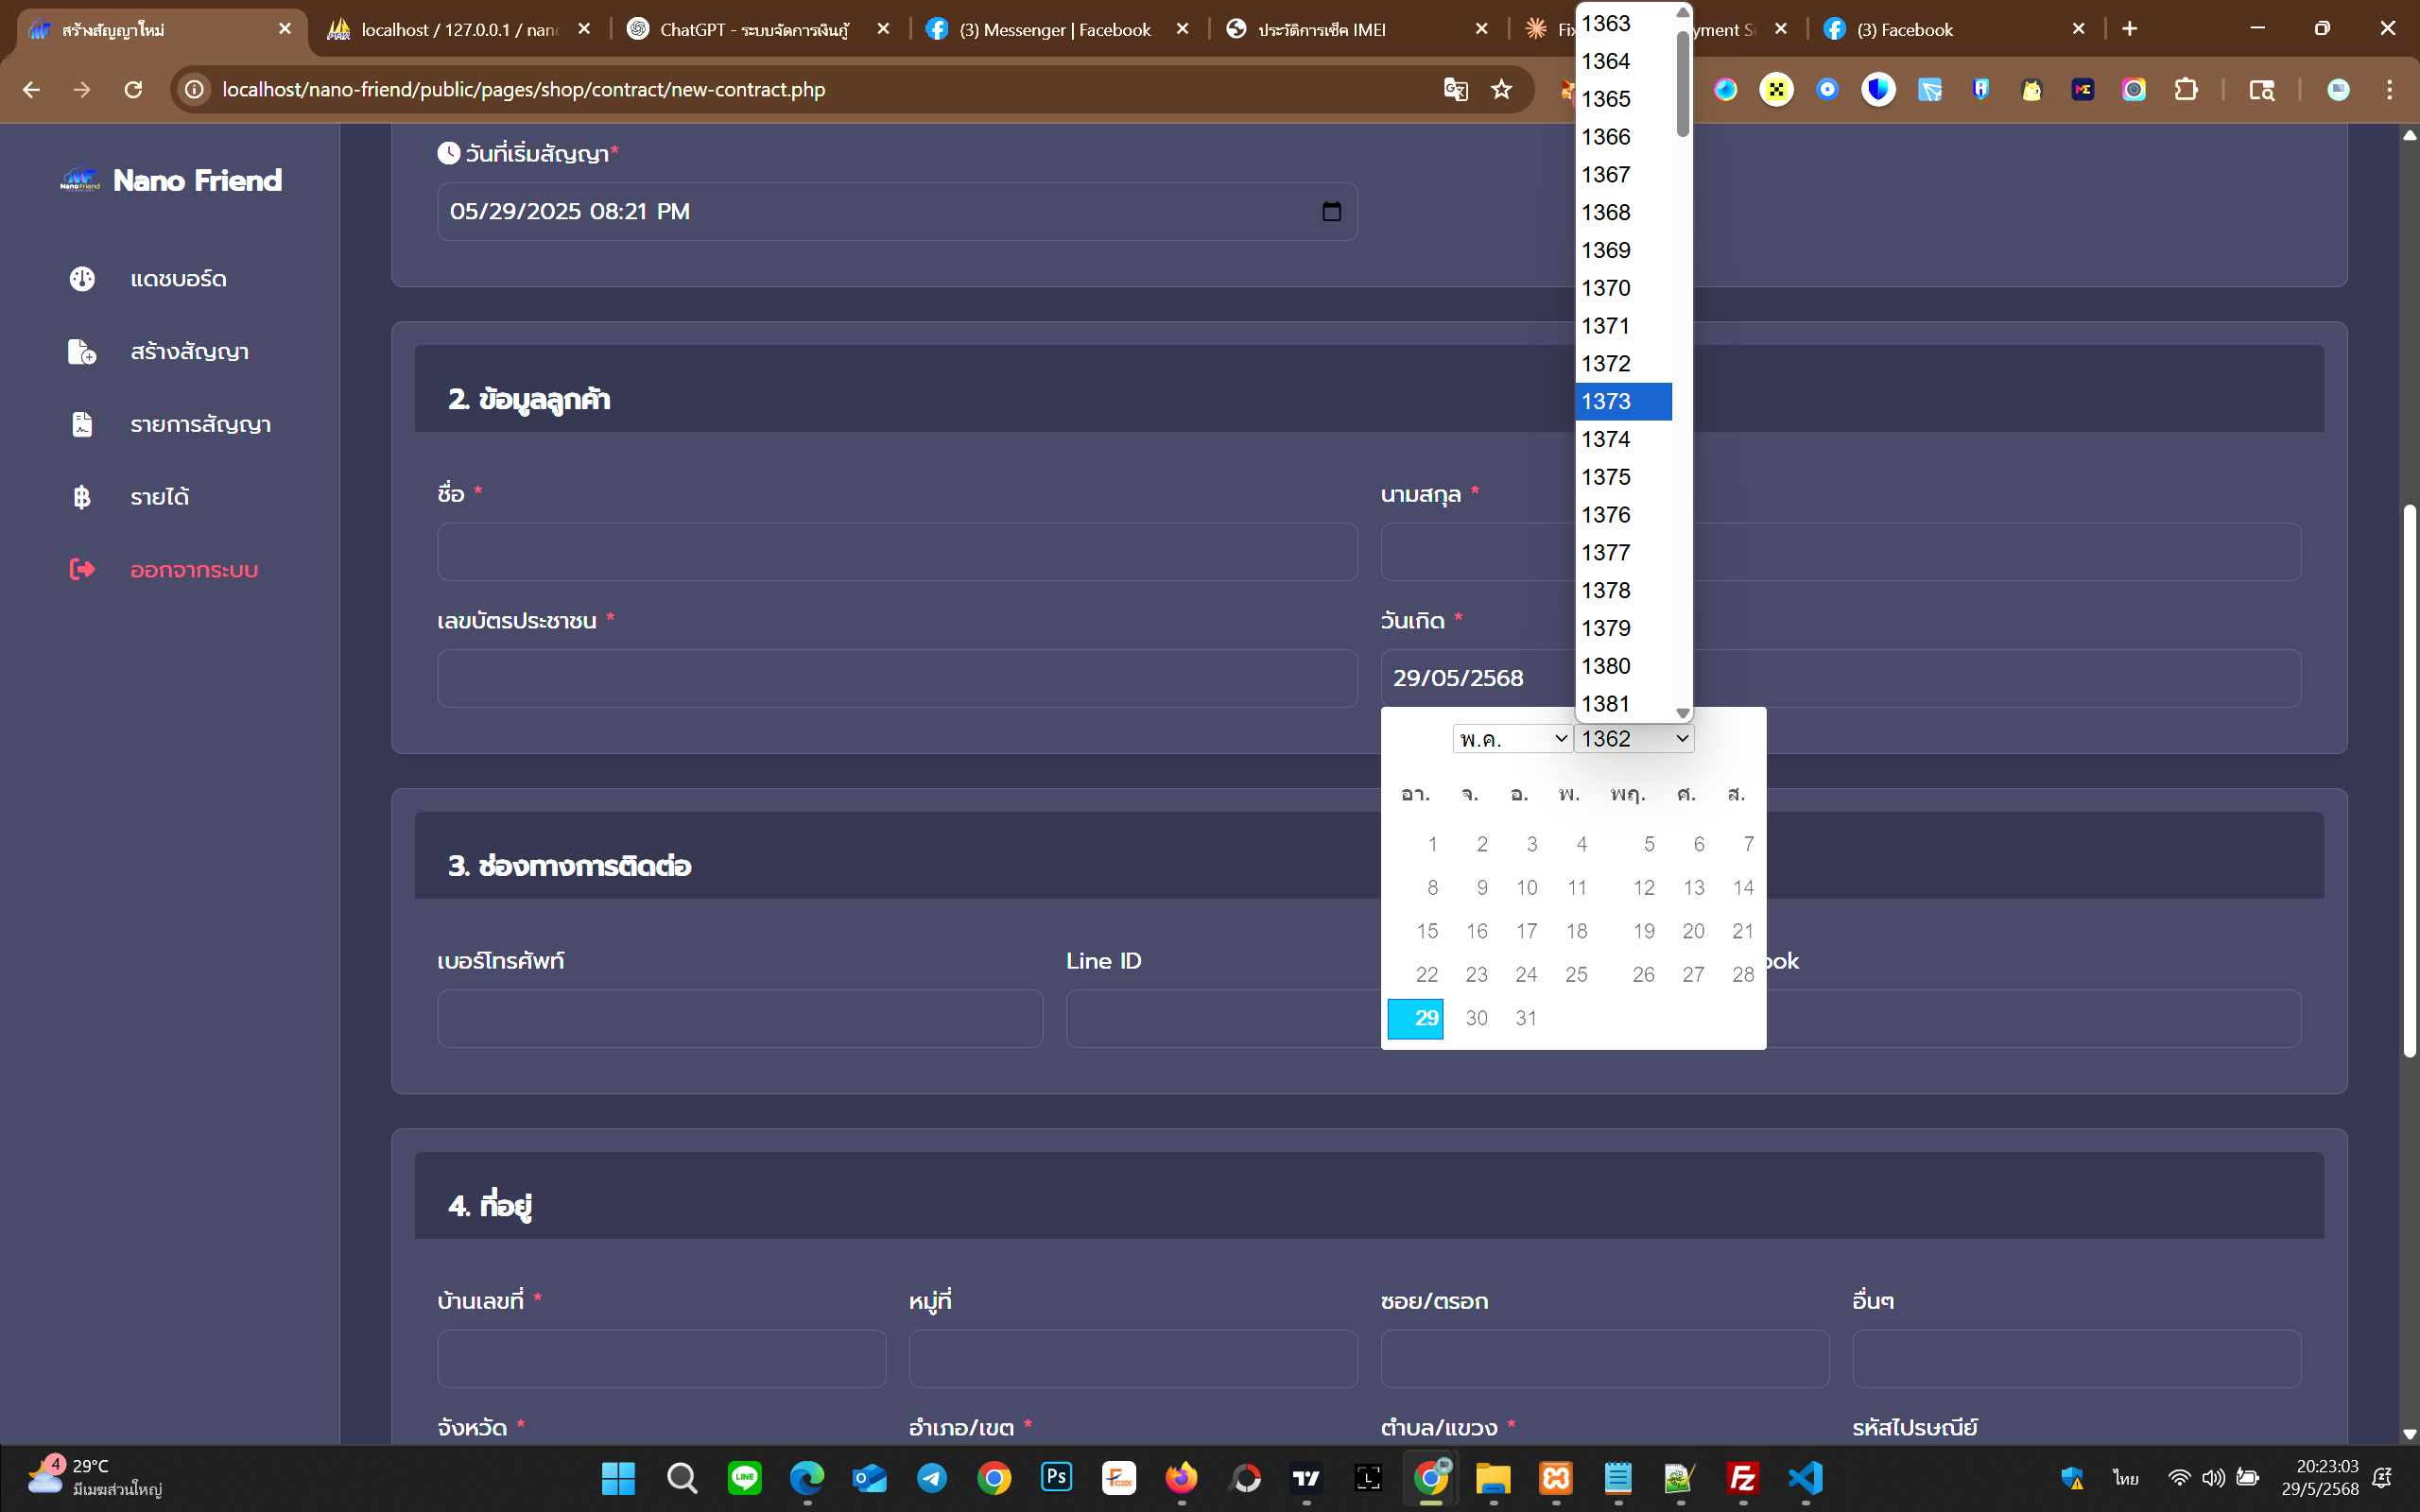 สร้างสัญญาใหม่
localhost / 127.0.0.1 / nano
ChatGPT - ระบบจัดการเงินกู้
(3) Messenger | Facebook
ประวัติการเช็ค IMEI
Fix
yment Sc
(3) Facebook
localhost/nano-friend/public/pages/shop/contract/new-contract.php
Nano Friend
แดชบอร์ด
สร้างสัญญา
รายการสัญญา
รายได้
ออกจากระบบ
วันที่เริ่มสัญญา*
05/29/2025 08:21 PM
2. ข้อมูลลูกค้า
ชื่อ *
นามสกุล *
เลขบัตรประชาชน *
วันเกิด *
29/05/2568
1363
1364
1365
1366
1367
1368
1369
1370
1371
1372
1373
1374
1375
1376
1377
1378
1379
1380
1381
พ.ค. 1362
อา. จ. อ. พ. พฤ. ศ. ส.
1 2 3 4 5 6 7
8 9 10 11 12 13 14
15 16 17 18 19 20 21
22 23 24 25 26 27 28
29 30 31
3. ช่องทางการติดต่อ
เบอร์โทรศัพท์
Line ID
ook
4. ที่อยู่
บ้านเลขที่ *
หมู่ที่
ซอย/ตรอก
อื่นๆ
จังหวัด *
อำเภอ/เขต *
ตำบล/แขวง *
รหัสไปรษณีย์
4
29°C
มีเมฆส่วนใหญ่
LINE
Ps
L
Fz
ไทย
20:23:03
29/5/2568